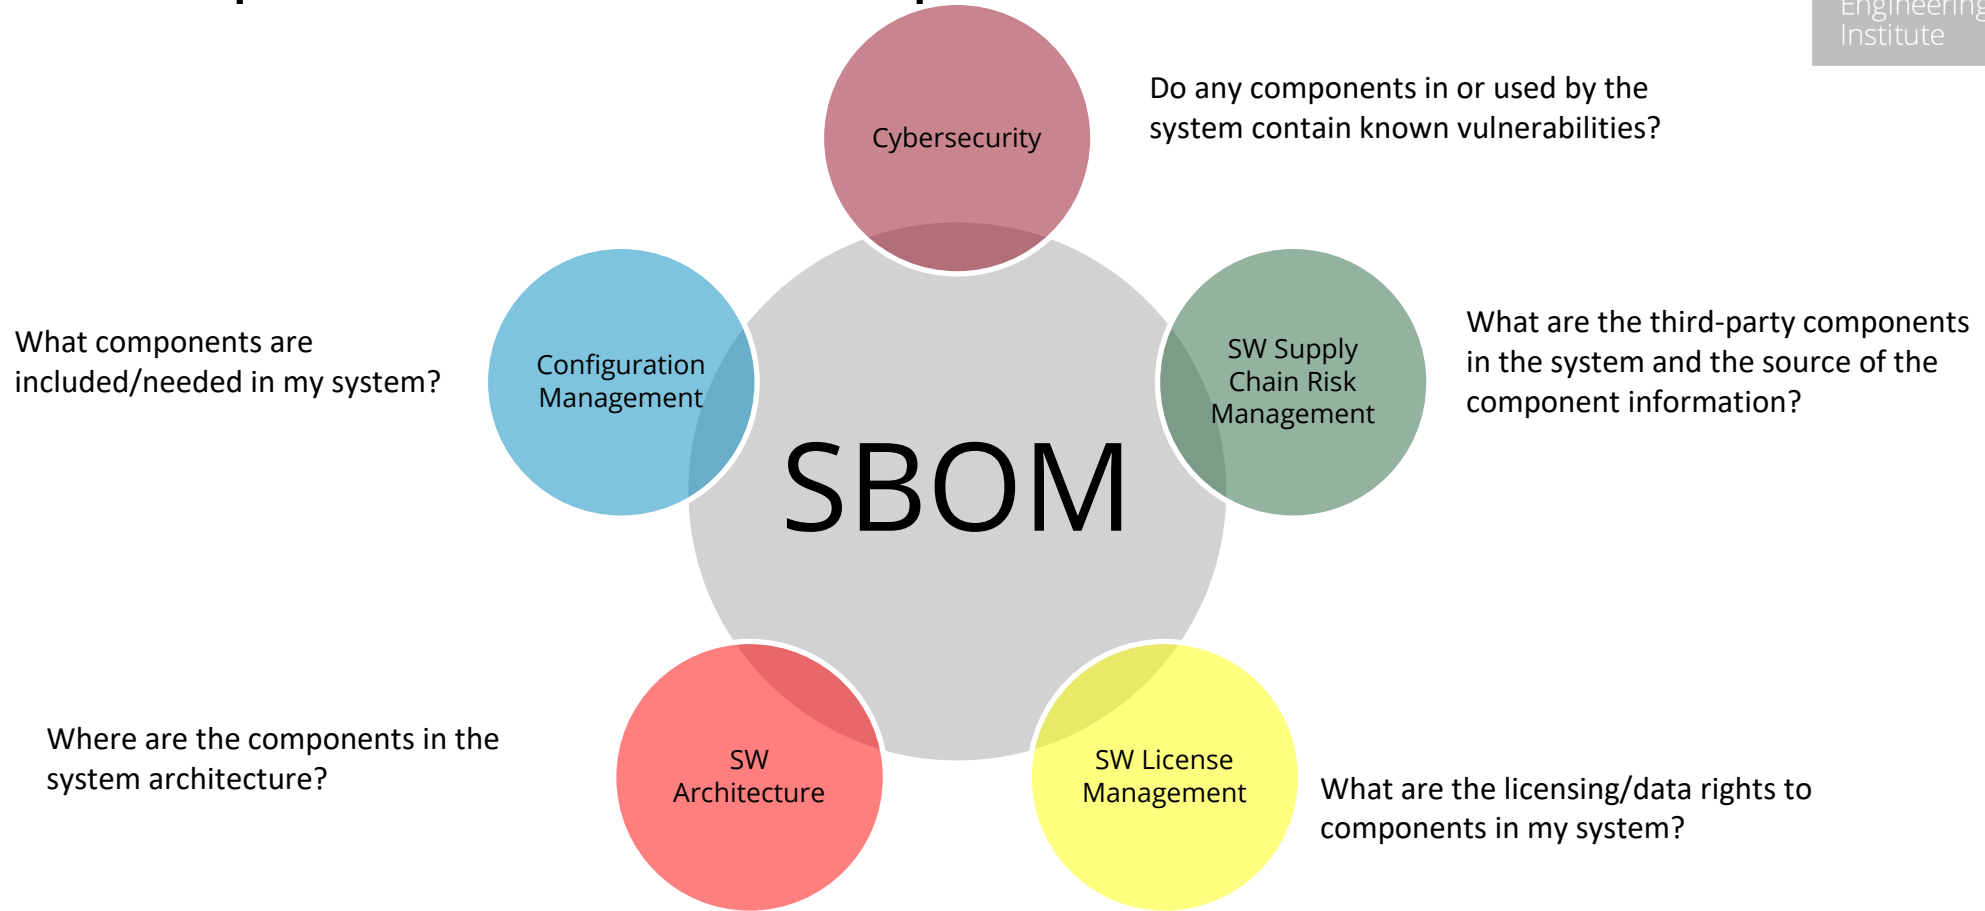 Engineering
Institute
Cybersecurity
Do any components in or used by the
system contain known vulnerabilities?
What components are
included/needed in my system?
Configuration
Management
SW Supply
Chain Risk
Management
What are the third-party components
in the system and the source of the
component information?
SBOM
Where are the components in the
system architecture?
SW
Architecture
SW License
Management
What are the licensing/data rights to
components in my system?